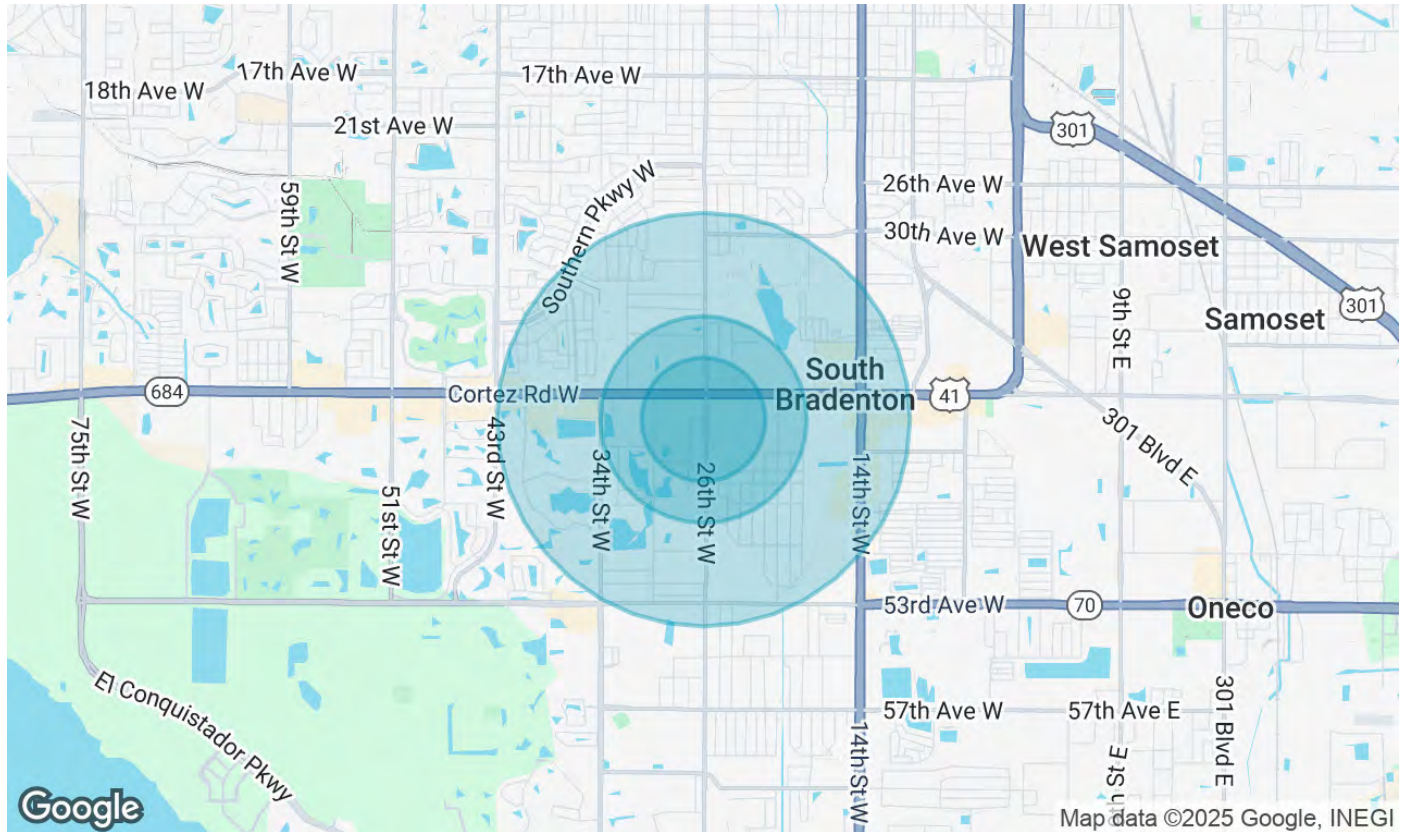 17th Ave W
17th Ave W
18th Ave W
21st Ave W
301
26th Ave W
59th St W
Southern Pkwy W
30th Ave W
West Samoset
9th St E
301
Samoset
South
Bradenton
684
Cortez Rd W
41
75th St W
43rd St W
301 Blvd E
51st St W
34th St W
26th St W
14th St W
53rd Ave W
70
Oneco
El Conquistador Pkwy
57th Ave W
57th Ave E
301 Blvd E
14th St W
Google
Map data ©2025 Google, INEGI